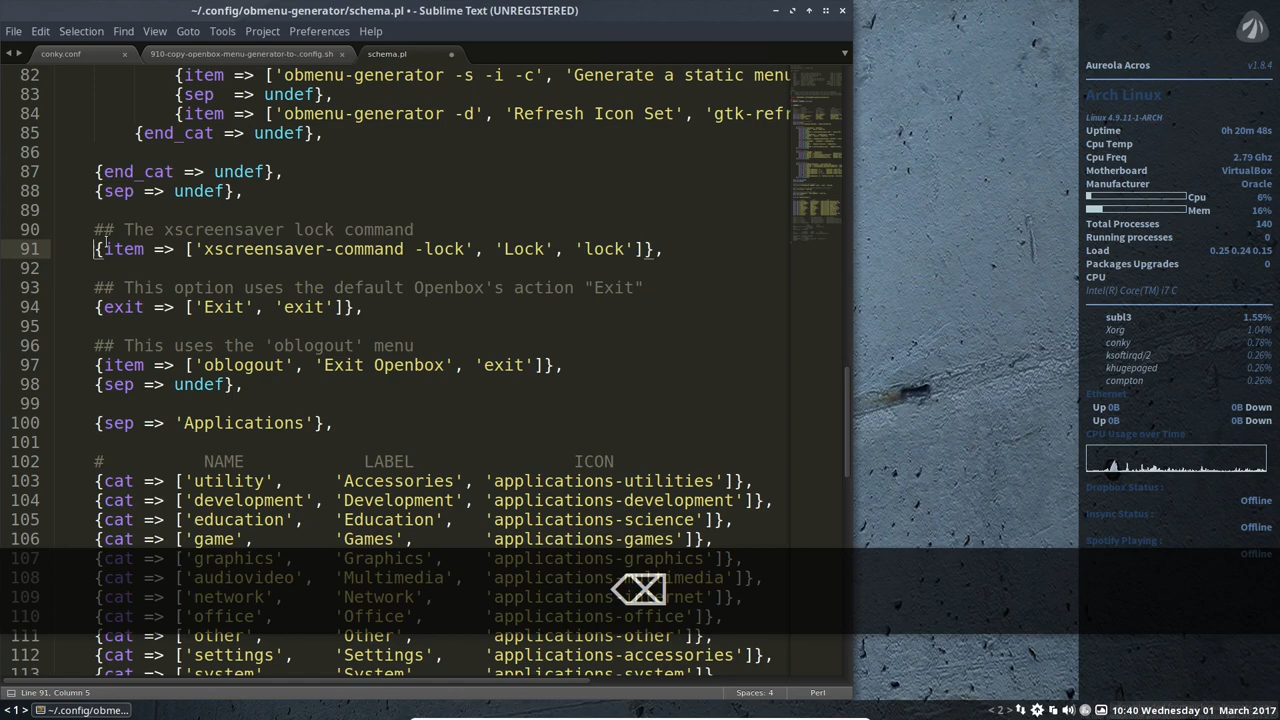 ~/.config/obmenu-generator/schema.pl • - Sublime Text (UNREGISTERED)
File Edit Selection Find View Goto Tools Project Preferences Help
conky.conf × 910-copy-openbox-menu-generator-to-..config.sh × schema.pl
82 {item => ['obmenu-generator -s -i -c', 'Generate a static menu
83 {sep => undef},
84 {item => ['obmenu-generator -d', 'Refresh Icon Set', 'gtk-refr
85 {end_cat => undef},
86
87 {end_cat => undef},
88 {sep => undef},
89
90 ## The xscreensaver lock command
91 {item => ['xscreensaver-command -lock', 'Lock', 'lock']},
92
93 ## This option uses the default Openbox's action "Exit"
94 {exit => ['Exit', 'exit']},
95
96 ## This uses the 'oblogout' menu
97 {item => ['oblogout', 'Exit Openbox', 'exit']},
98 {sep => undef},
99
100 {sep => 'Applications'},
101
102 # NAME LABEL ICON
103 {cat => ['utility', 'Accessories', 'applications-utilities']},
104 {cat => ['development', 'Development', 'applications-development']},
105 {cat => ['education', 'Education', 'applications-science']},
106 {cat => ['game', 'Games', 'applications-games']},
107 {cat => ['graphics', 'Graphics', 'applications-graphics']},
108 {cat => ['audiovideo', 'Multimedia', 'applications-multimedia']},
109 {cat => ['network', 'Network', 'applications-internet']},
110 {cat => ['office', 'Office', 'applications-office']},
111 {cat => ['other', 'Other', 'applications-other']},
112 {cat => ['settings', 'Settings', 'applications-accessories']},
113 {cat => ['system', 'System', 'applications-system']},
Line 91, Column 5 Spaces: 4 Perl
Aureola Acros v1.8.4
Arch Linux
Linux 4.9.11-1-ARCH
Uptime 0h 20m 48s
Cpu Temp
Cpu Freq 2.79 Ghz
Motherboard VirtualBox
Manufacturer Oracle
Cpu 6%
Mem 16%
Total Processes 140
Running processes 0
Load 0.25 0.24 0.15
Packages Upgrades 0
CPU
Intel(R) Core(TM) i7 C
subl3 1.55%
Xorg 1.04%
conky 0.78%
ksoftirqd/2 0.26%
khugepaged 0.26%
compton 0.26%
Ethernet
Up 0B 0B Down
Up 0B 0B Down
CPU Usage over Time
Dropbox Status :
Offline
Insync Status :
Offline
Spotify Playing :
Offline
< 1 > ~/.config/obme... < 2 > 10:40 Wednesday 01 March 2017